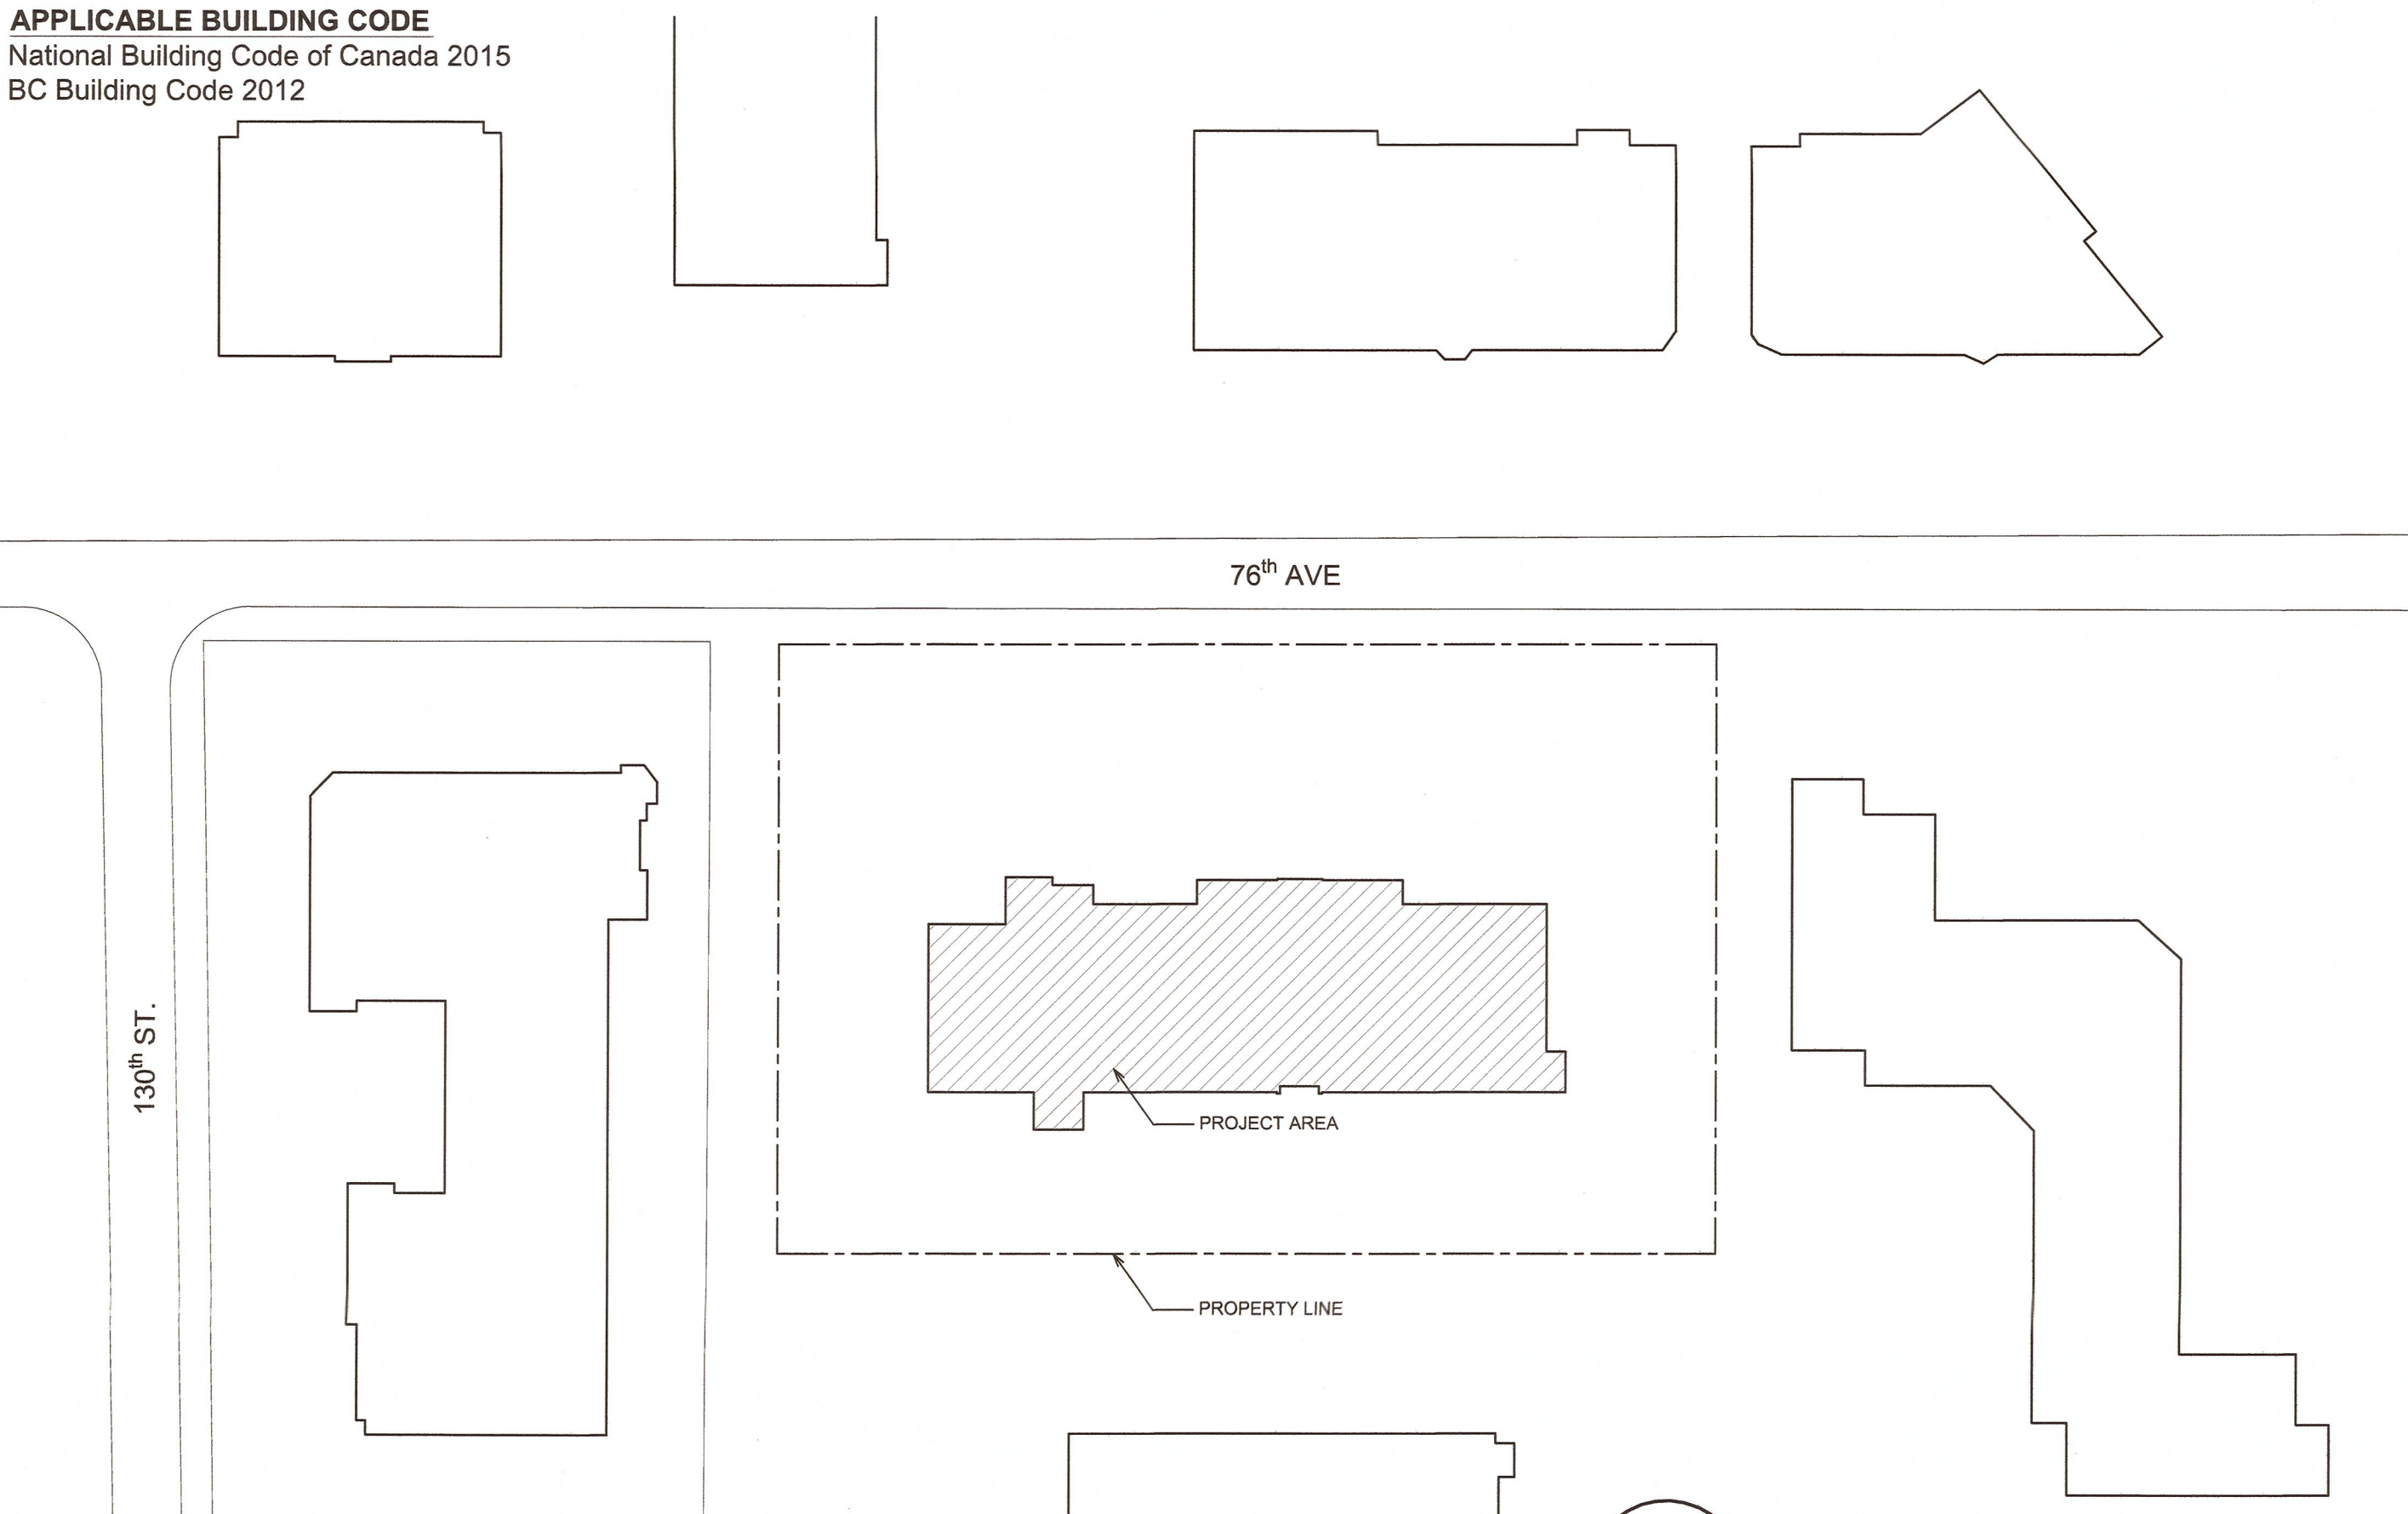 APPLICABLE BUILDING CODE
National Building Code of Canada 2015
BC Building Code 2012
76th AVE
130th ST.
PROJECT AREA
PROPERTY LINE